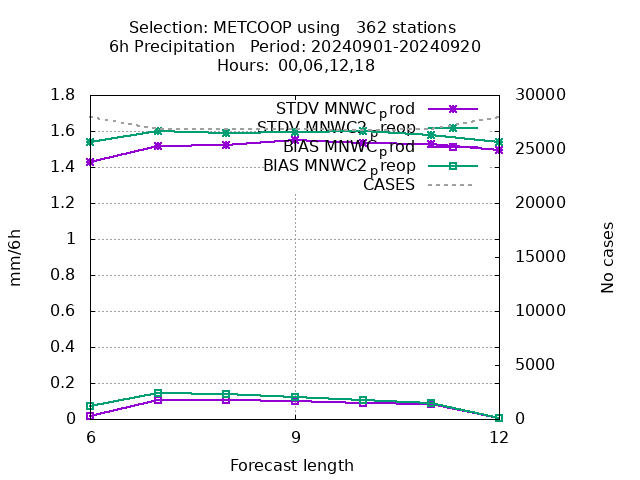 Selection: METCOOP using   362 stations
6h Precipitation   Period: 20240901-20240920
Hours:  00,06,12,18
STDV MNWC_prod
STDV MNWC2_preop
BIAS MNWC_prod
BIAS MNWC2_preop
CASES
1.8
1.6
1.4
1.2
1
0.8
0.6
0.4
0.2
0
30000
25000
20000
15000
10000
5000
0
6 9 12
mm/6h
No cases
Forecast length